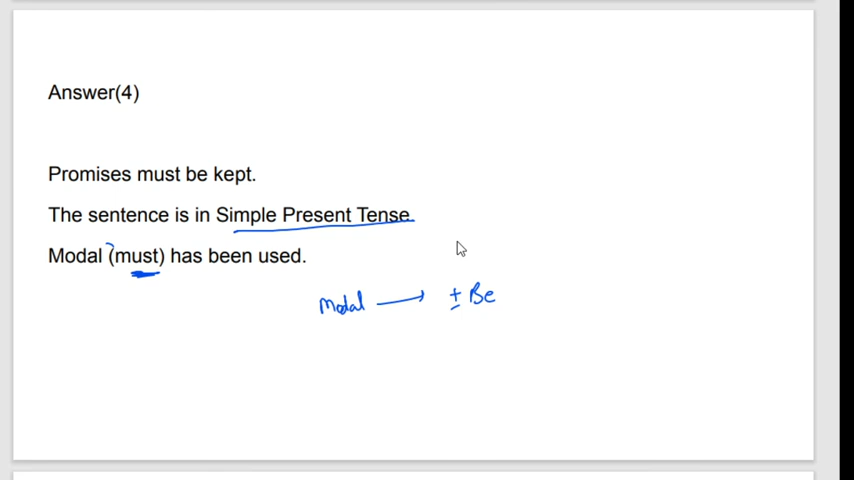 Answer(4)
Promises must be kept.
The sentence is in Simple Present Tense.
Modal (must) has been used.
Modal → ± Be